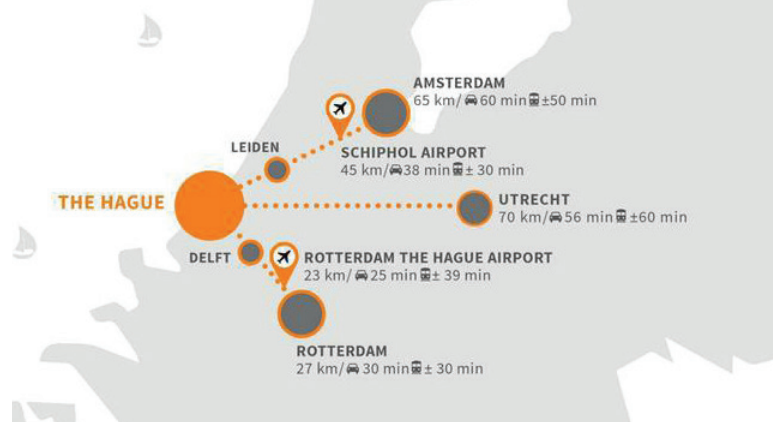 AMSTERDAM
65 km/ 60 min ±50 min
LEIDEN
SCHIPHOL AIRPORT
45 km/ 38 min ± 30 min
THE HAGUE
UTRECHT
70 km/ 56 min ±60 min
DELFT
ROTTERDAM THE HAGUE AIRPORT
23 km/ 25 min ± 39 min
ROTTERDAM
27 km/ 30 min ± 30 min